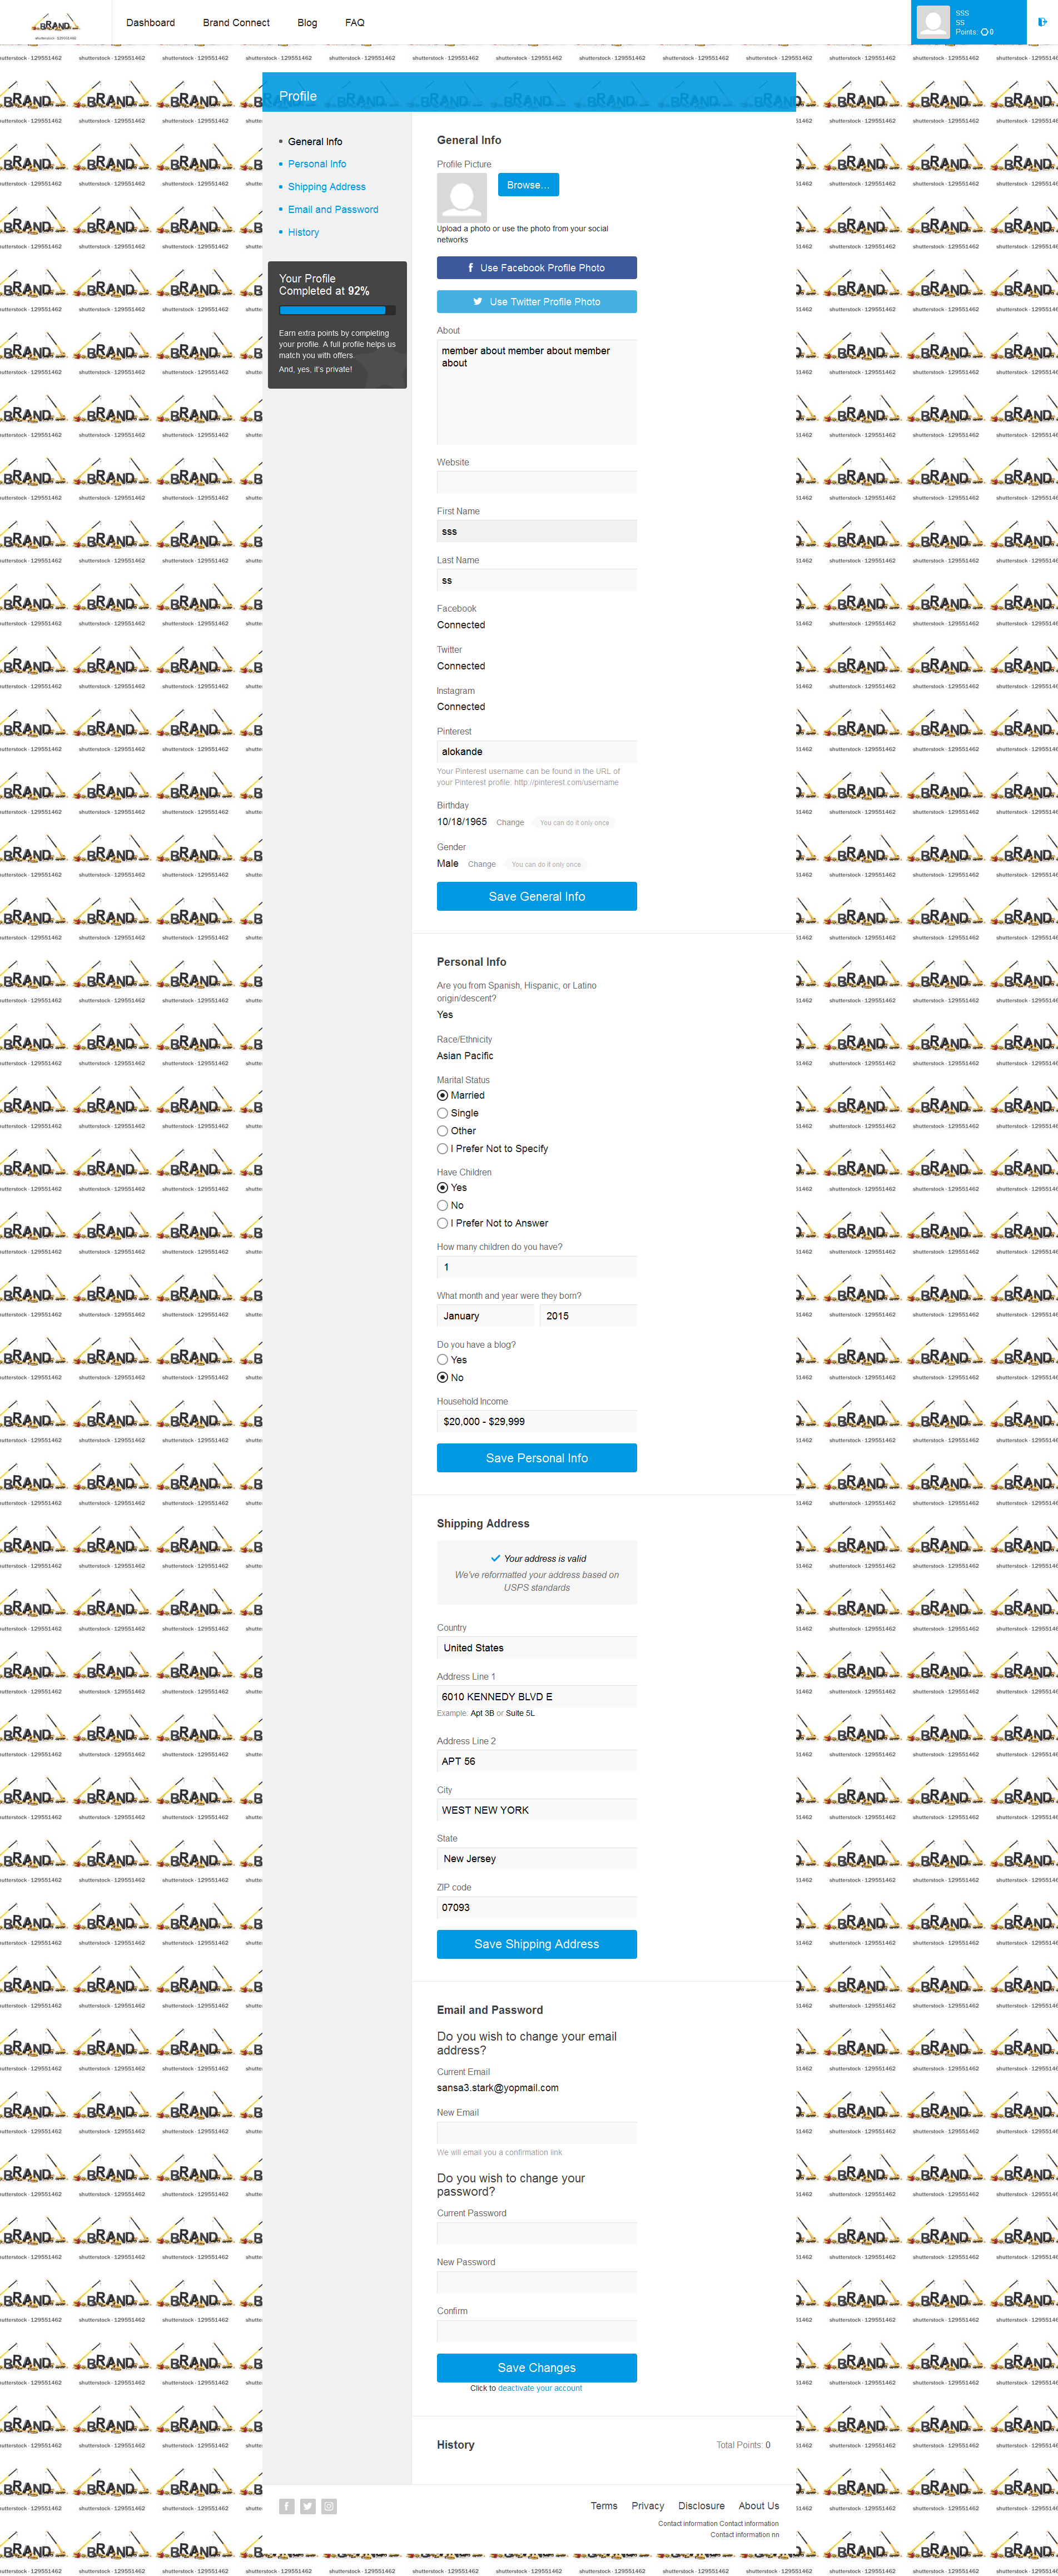 BRAND
shutterstock · 129551462
Dashboard
Brand Connect
Blog
FAQ
SSS
SS
Points: 0
Profile
General Info
Personal Info
Shipping Address
Email and Password
History
Your Profile
Completed at 92%
Earn extra points by completing
your profile. A full profile helps us
match you with offers.
And, yes, it's private!
General Info
Profile Picture
Browse...
Upload a photo or use the photo from your social
networks
Use Facebook Profile Photo
Use Twitter Profile Photo
About
member about member about member
about
Website
First Name
sss
Last Name
ss
Facebook
Connected
Twitter
Connected
Instagram
Connected
Pinterest
alokande
Your Pinterest username can be found in the URL of
your Pinterest profile: http://pinterest.com/username
Birthday
10/18/1965 Change You can do it only once
Gender
Male Change You can do it only once
Save General Info
Personal Info
Are you from Spanish, Hispanic, or Latino
origin/descent?
Yes
Race/Ethnicity
Asian Pacific
Marital Status
Married
Single
Other
I Prefer Not to Specify
Have Children
Yes
No
I Prefer Not to Answer
How many children do you have?
1
What month and year were they born?
January 2015
Do you have a blog?
Yes
No
Household Income
$20,000 - $29,999
Save Personal Info
Shipping Address
Your address is valid
We've reformatted your address based on
USPS standards
Country
United States
Address Line 1
6010 KENNEDY BLVD E
Example: Apt 3B or Suite 5L
Address Line 2
APT 56
City
WEST NEW YORK
State
New Jersey
ZIP code
07093
Save Shipping Address
Email and Password
Do you wish to change your email
address?
Current Email
sansa3.stark@yopmail.com
New Email
We will email you a confirmation link
Do you wish to change your
password?
Current Password
New Password
Confirm
Save Changes
Click to deactivate your account
History
Total Points: 0
Terms
Privacy
Disclosure
About Us
Contact information Contact information
Contact information nn